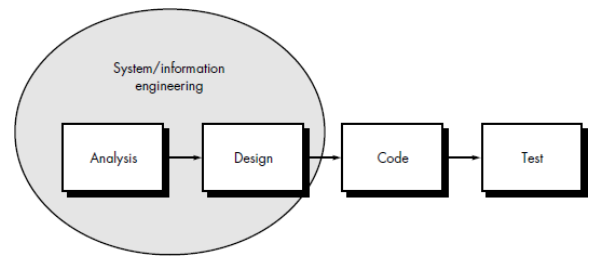 System/information
engineering
Analysis
Design
Code
Test